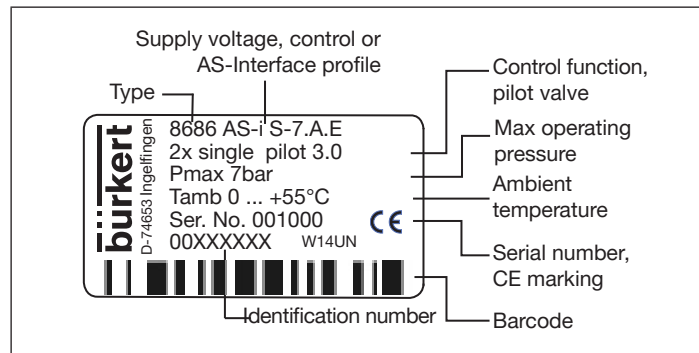 Supply voltage, control or
AS-Interface profile
Type
Control function,
pilot valve
Max operating
pressure
Ambient
temperature
Serial number,
CE marking
Barcode
Identification number
bürkert
D-74653 Ingelfingen
8686 AS-i S-7.A.E
2x single pilot 3.0
Pmax 7bar
Tamb 0 ... +55°C
Ser. No. 001000
CE
00XXXXXX W14UN